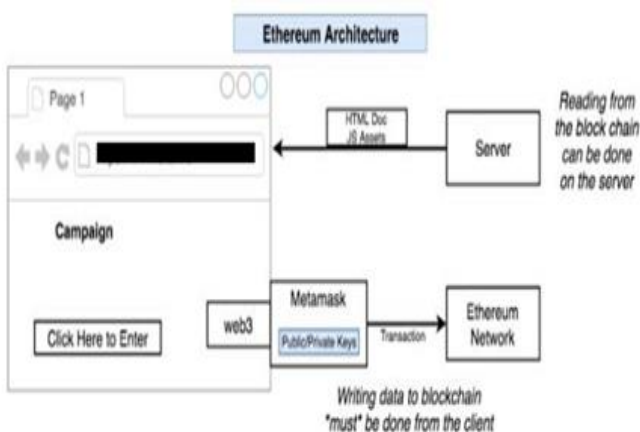 Ethereum Architecture
Page 1
HTML Doc
JS Assets
Server
Reading from
the block chain
can be done
on the server
Campaign
Click Here to Enter
web3
Metamask
Public/Private Keys
Transaction
Ethereum
Network
Writing data to blockchain
*must* be done from the client